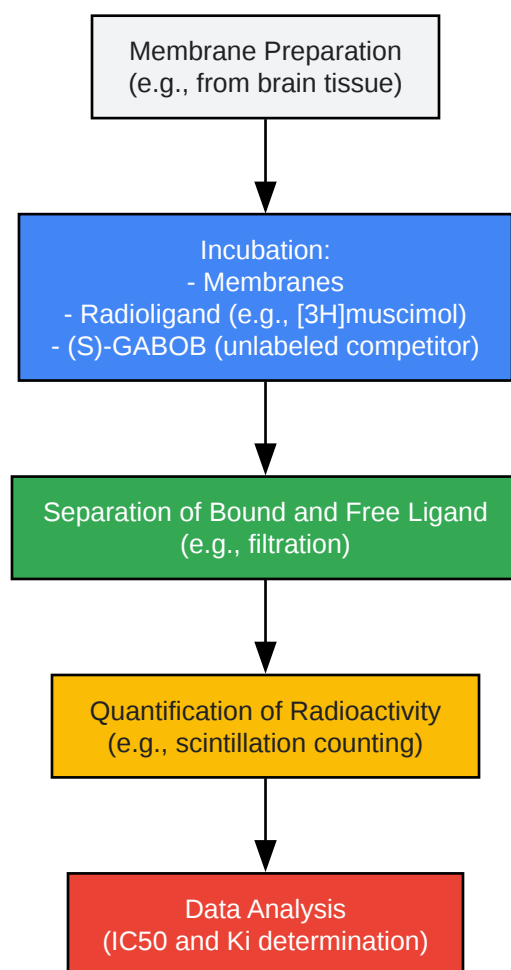 Membrane Preparation
(e.g., from brain tissue)
Incubation:
- Membranes
- Radioligand (e.g., [3H]muscimol)
- (S)-GABOB (unlabeled competitor)
Separation of Bound and Free Ligand
(e.g., filtration)
Quantification of Radioactivity
(e.g., scintillation counting)
Data Analysis
(IC50 and Ki determination)